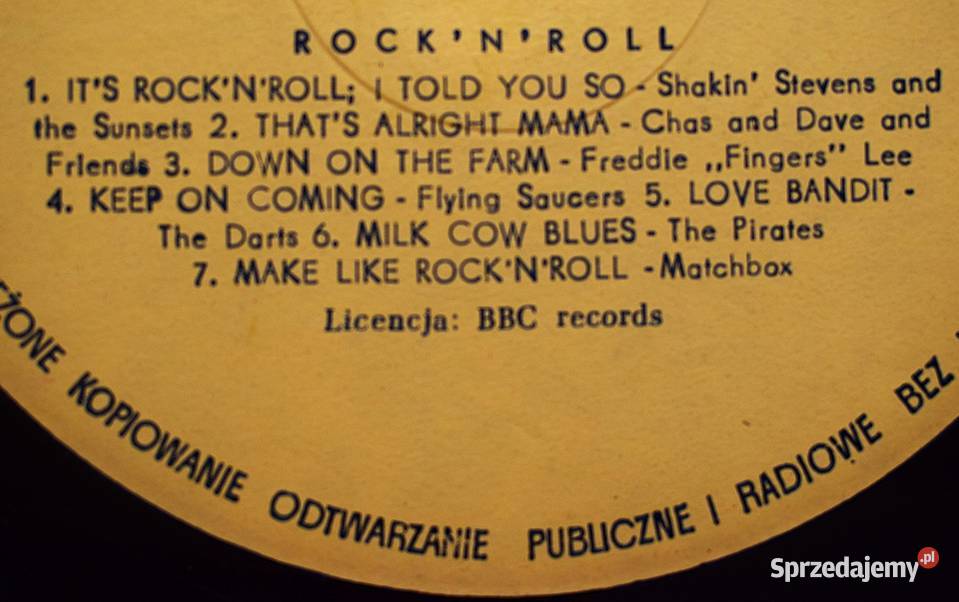 ROCK'N'ROLL
1. IT'S ROCK'N'ROLL; I TOLD YOU SO - Shakin' Stevens and
the Sunsets 2. THAT'S ALRIGHT MAMA - Chas and Dave and
Friends 3. DOWN ON THE FARM - Freddie „Fingers" Lee
4. KEEP ON COMING - Flying Saucers 5. LOVE BANDIT -
The Darts 6. MILK COW BLUES - The Pirates
7. MAKE LIKE ROCK'N'ROLL - Matchbox
Licencja: BBC records
EŻONE KOPIOWANIE ODTWARZANIE PUBLICZNE I RADIOWE BEZ
Sprzedajemy.pl